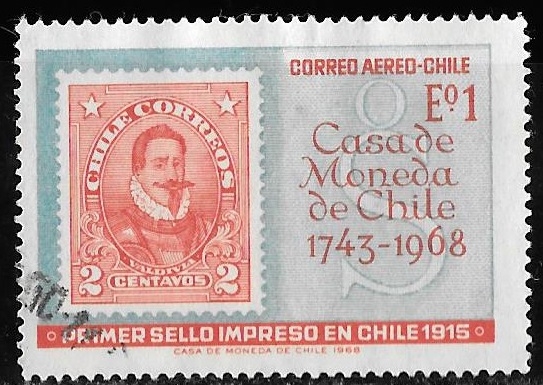 CHILE CORREOS
VALDIVIA
2 CENTAVOS 2
CORREO AEREO-CHILE
Eº1
Casa de
Moneda
de Chile
1743-1968
PRIMER SELLO IMPRESO EN CHILE 1915
CASA DE MONEDA DE CHILE 1968